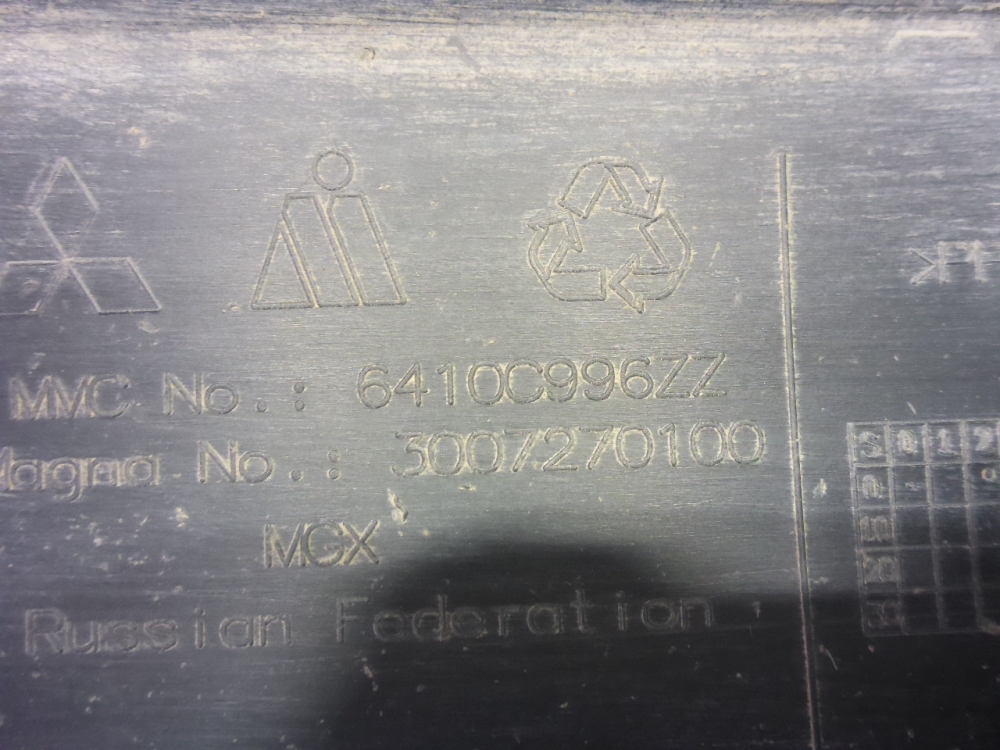 MMC No.: 6410C996ZZ
Magna No.: 3007270100
MGX
Russian Federation